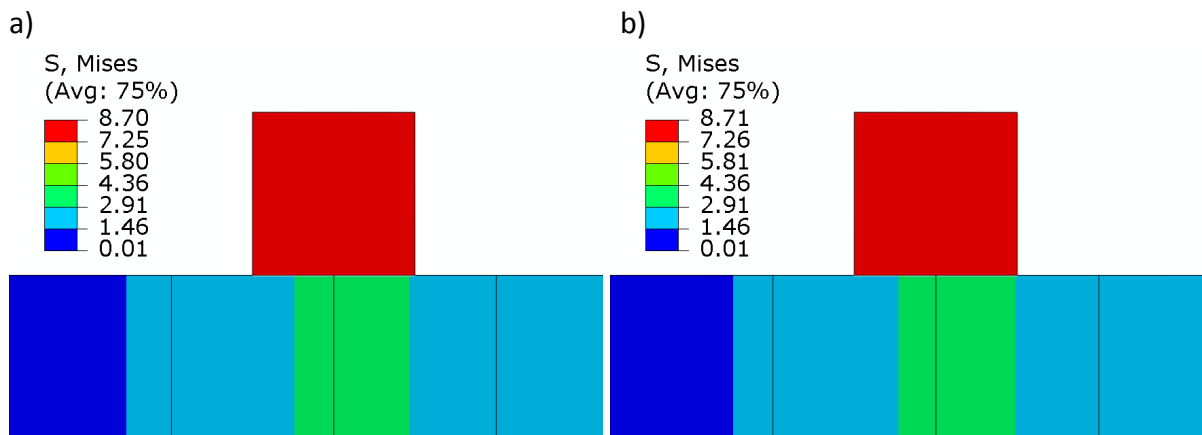 a)
S, Mises
(Avg: 75%)
8.70
7.25
5.80
4.36
2.91
1.46
0.01
b)
S, Mises
(Avg: 75%)
8.71
7.26
5.81
4.36
2.91
1.46
0.01